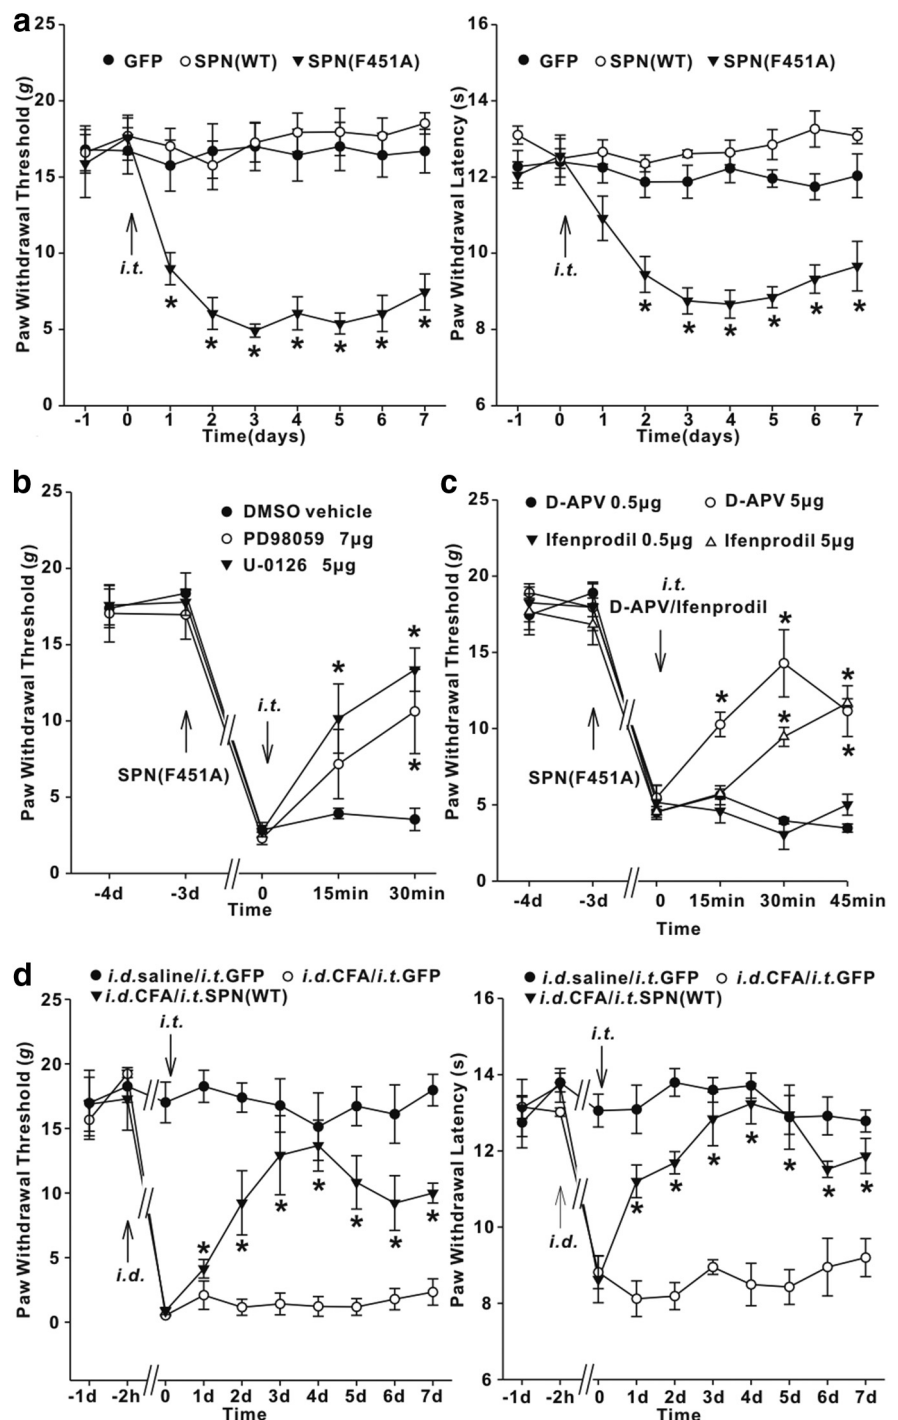 a
25
20
15
10
5
0
Paw Withdrawal Threshold (g)
GFP SPN(WT) SPN(F451A)
i.t.
* * * * * * *
-1 0 1 2 3 4 5 6 7
Time(days)
16
14
12
10
8
6
Paw Withdrawal Latency (s)
GFP SPN(WT) SPN(F451A)
i.t.
* * * * * *
-1 0 1 2 3 4 5 6 7
Time(days)
b
25
20
15
10
5
0
Paw Withdrawal Threshold (g)
DMSO vehicle
PD98059 7µg
U-0126 5µg
i.t.
SPN(F451A)
* * *
-4d -3d 0 15min 30min
Time
c
25
20
15
10
5
0
Paw Withdrawal Threshold (g)
D-APV 0.5µg D-APV 5µg
Ifenprodil 0.5µg Ifenprodil 5µg
i.t.
D-APV/Ifenprodil
SPN(F451A)
* * * * *
-4d -3d 0 15min 30min 45min
Time
d
i.d.saline/i.t.GFP i.d.CFA/i.t.GFP
i.d.CFA/i.t.SPN(WT)
25
20
15
10
5
0
Paw Withdrawal Threshold (g)
i.t.
i.d.
* * * * * * *
-1d -2h 0 1d 2d 3d 4d 5d 6d 7d
Time
i.d.saline/i.t.GFP i.d.CFA/i.t.GFP
i.d.CFA/i.t.SPN(WT)
16
14
12
10
8
6
Paw Withdrawal Latency (s)
i.t.
i.d.
* * * * * * *
-1d -2h 0 1d 2d 3d 4d 5d 6d 7d
Time